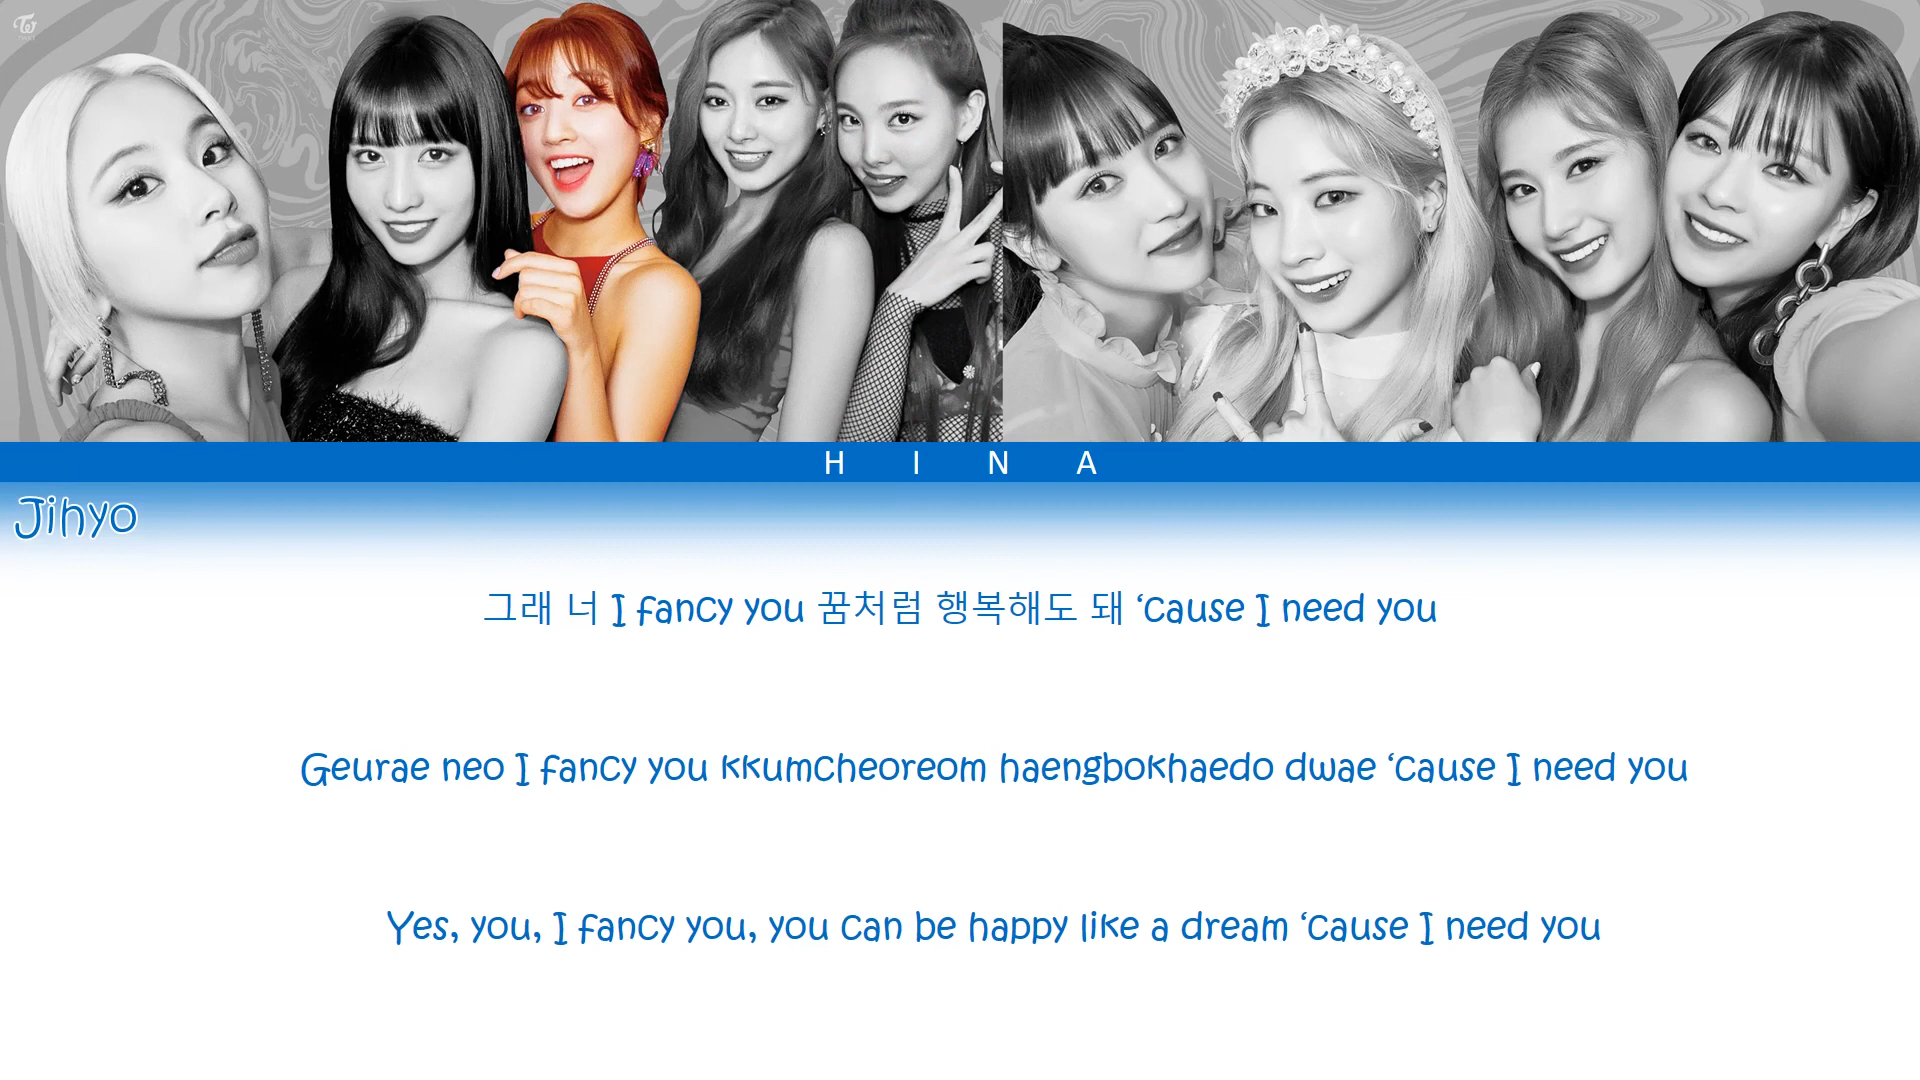 H I N A
Jihyo
그래 너 I fancy you 꿈처럼 행복해도 돼 ‘cause I need you
Geurae neo I fancy you kkumcheoreom haengbokhaedo dwae ‘cause I need you
Yes, you, I fancy you, you can be happy like a dream ‘cause I need you